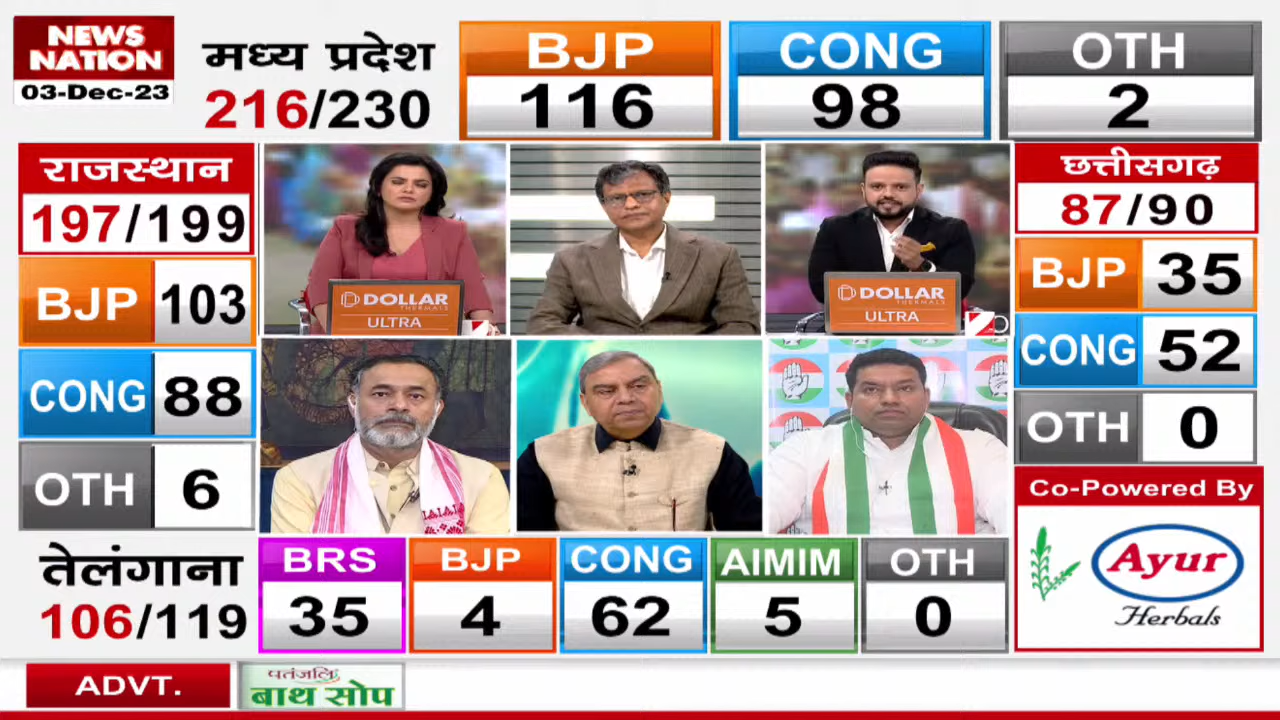 NEWS
NATION
03-Dec-23
मध्य प्रदेश
216/230
BJP
116
CONG
98
OTH
2
राजस्थान
197/199
BJP 103
CONG 88
OTH 6
छत्तीसगढ़
87/90
BJP 35
CONG 52
OTH 0
DOLLAR
THERMALS
ULTRA
DOLLAR
THERMALS
ULTRA
Co-Powered By
Ayur
Herbals
तेलंगाना
106/119
BRS
35
BJP
4
CONG
62
AIMIM
5
OTH
0
ADVT.
पतंजलि
बाथ सोप